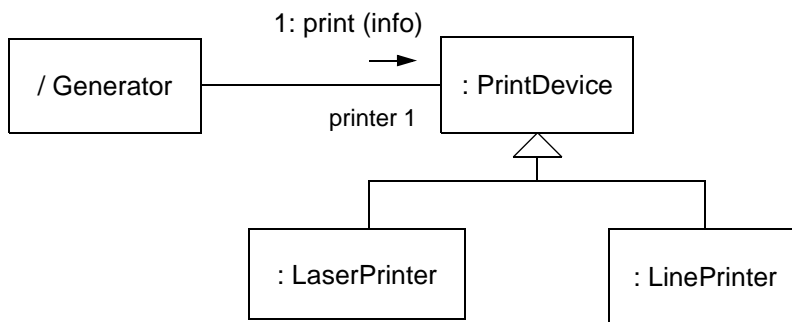 1: print (info)
/ Generator
: PrintDevice
printer 1
: LaserPrinter
: LinePrinter